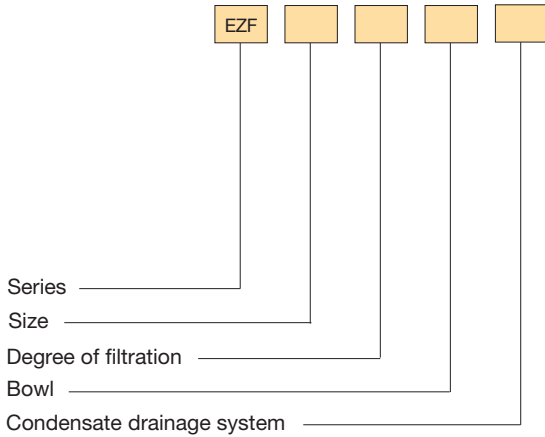 EZF
Series
Size
Degree of filtration
Bowl
Condensate drainage system